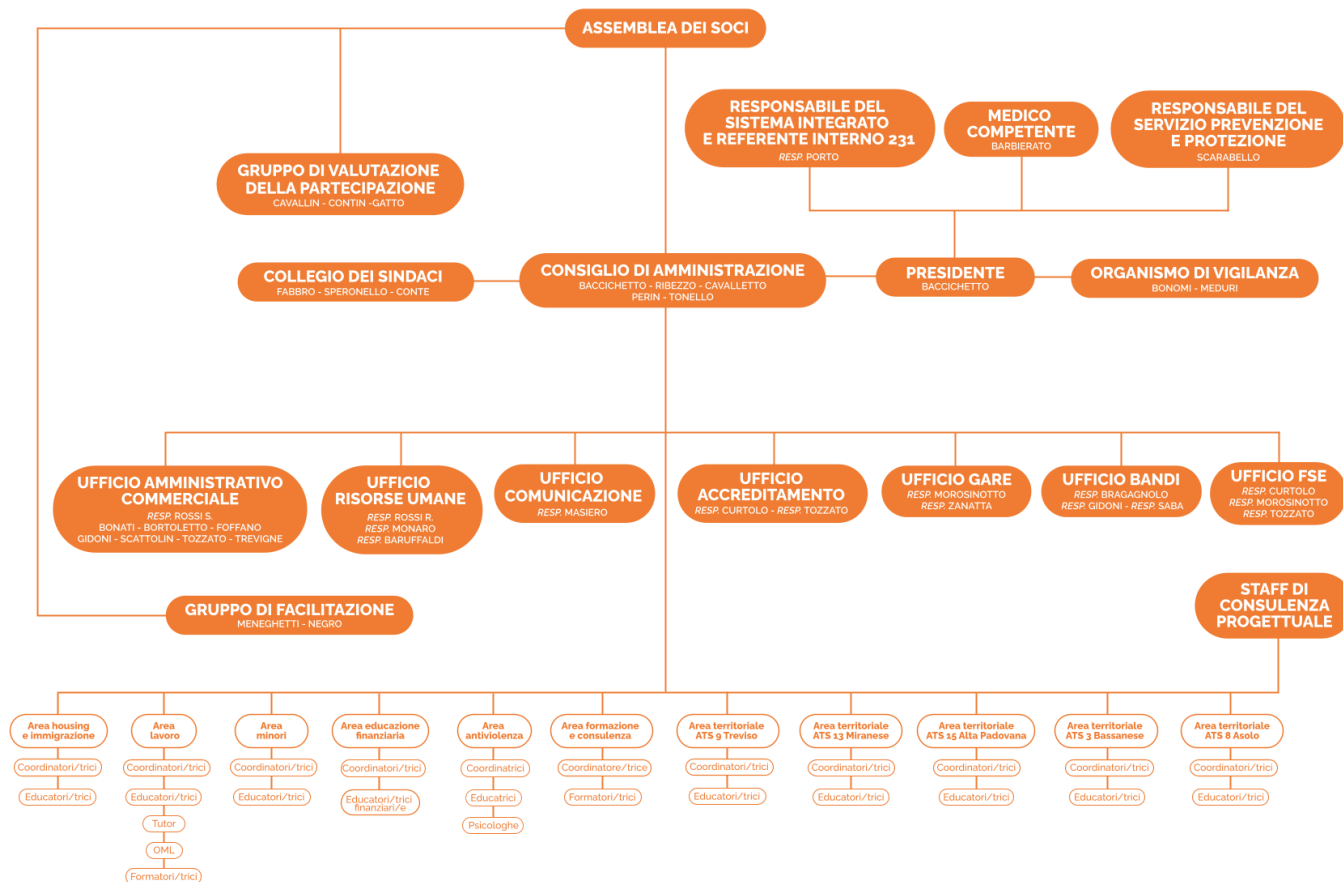 ASSEMBLEA DEI SOCI
RESPONSABILE DEL
SISTEMA INTEGRATO
E REFERENTE INTERNO 231
RESP. PORTO
MEDICO
COMPETENTE
BARBIERATO
RESPONSABILE DEL
SERVIZIO PREVENZIONE
E PROTEZIONE
SCARABELLO
GRUPPO DI VALUTAZIONE
DELLA PARTECIPAZIONE
CAVALLIN - CONTIN -GATTO
COLLEGIO DEI SINDACI
FABBRO - SPERONELLO - CONTE
CONSIGLIO DI AMMINISTRAZIONE
BACCICHETTO - RIBEZZO - CAVALLETTO
PERIN - TONELLO
PRESIDENTE
BACCICHETTO
ORGANISMO DI VIGILANZA
BONOMI - MEDURI
UFFICIO AMMINISTRATIVO
COMMERCIALE
RESP. ROSSI S.
BONATI - BORTOLETTO - FOFFANO
GIDONI - SCATTOLIN - TOZZATO - TREVIGNE
UFFICIO
RISORSE UMANE
RESP. ROSSI R.
RESP. MONARO
RESP. BARUFFALDI
UFFICIO
COMUNICAZIONE
RESP. MASIERO
UFFICIO
ACCREDITAMENTO
RESP. CURTOLO - RESP. TOZZATO
UFFICIO GARE
RESP. MOROSINOTTO
RESP. ZANATTA
UFFICIO BANDI
RESP. BRAGAGNOLO
RESP. GIDONI - RESP. SABA
UFFICIO FSE
RESP. CURTOLO
RESP. MOROSINOTTO
RESP. TOZZATO
GRUPPO DI FACILITAZIONE
MENEGHETTI - NEGRO
STAFF DI
CONSULENZA
PROGETTUALE
Area housing
e immigrazione
Coordinatori/trici
Educatori/trici
Area
lavoro
Coordinatori/trici
Educatori/trici
Tutor
OML
Formatori/trici
Area
minori
Coordinatori/trici
Educatori/trici
Area educazione
finanziaria
Coordinatori/trici
Educatori/trici
finanziari/e
Area
antiviolenza
Coordinatrici
Educatrici
Psicologhe
Area formazione
e consulenza
Coordinatore/trice
Formatori/trici
Area territoriale
ATS 9 Treviso
Coordinatori/trici
Educatori/trici
Area territoriale
ATS 13 Miranese
Coordinatori/trici
Educatori/trici
Area territoriale
ATS 15 Alta Padovana
Coordinatori/trici
Educatori/trici
Area territoriale
ATS 3 Bassanese
Coordinatori/trici
Educatori/trici
Area territoriale
ATS 8 Asolo
Coordinatori/trici
Educatori/trici